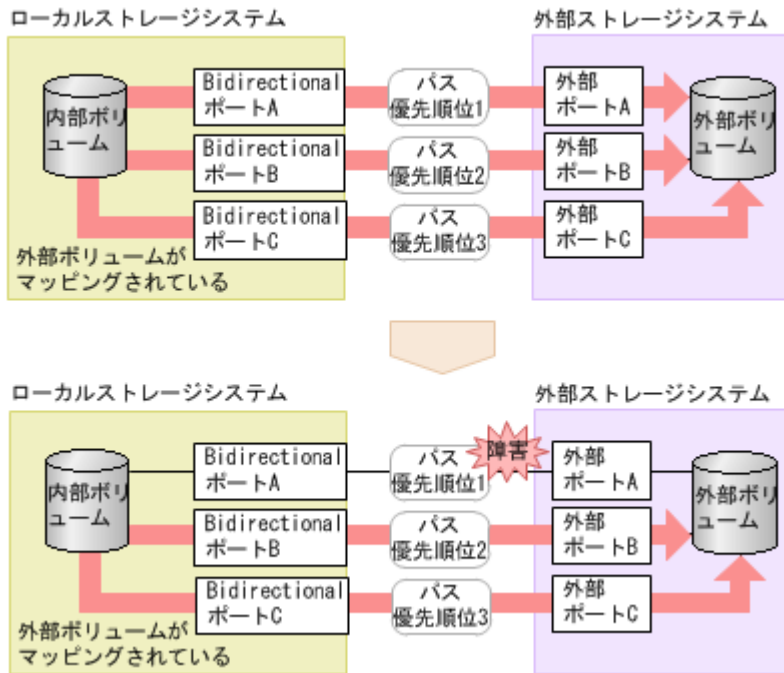 ローカルストレージシステム
外部ストレージシステム
内部ボリ
ューム
Bidirectional
ポートA
パス
優先順位1
外部
ポートA
外部ボリ
ューム
Bidirectional
ポートB
パス
優先順位2
外部
ポートB
Bidirectional
ポートC
パス
優先順位3
外部
ポートC
外部ボリュームが
マッピングされている
ローカルストレージシステム
外部ストレージシステム
障害
内部ボリ
ューム
Bidirectional
ポートA
パス
優先順位1
外部
ポートA
外部ボリ
ューム
Bidirectional
ポートB
パス
優先順位2
外部
ポートB
Bidirectional
ポートC
パス
優先順位3
外部
ポートC
外部ボリュームが
マッピングされている